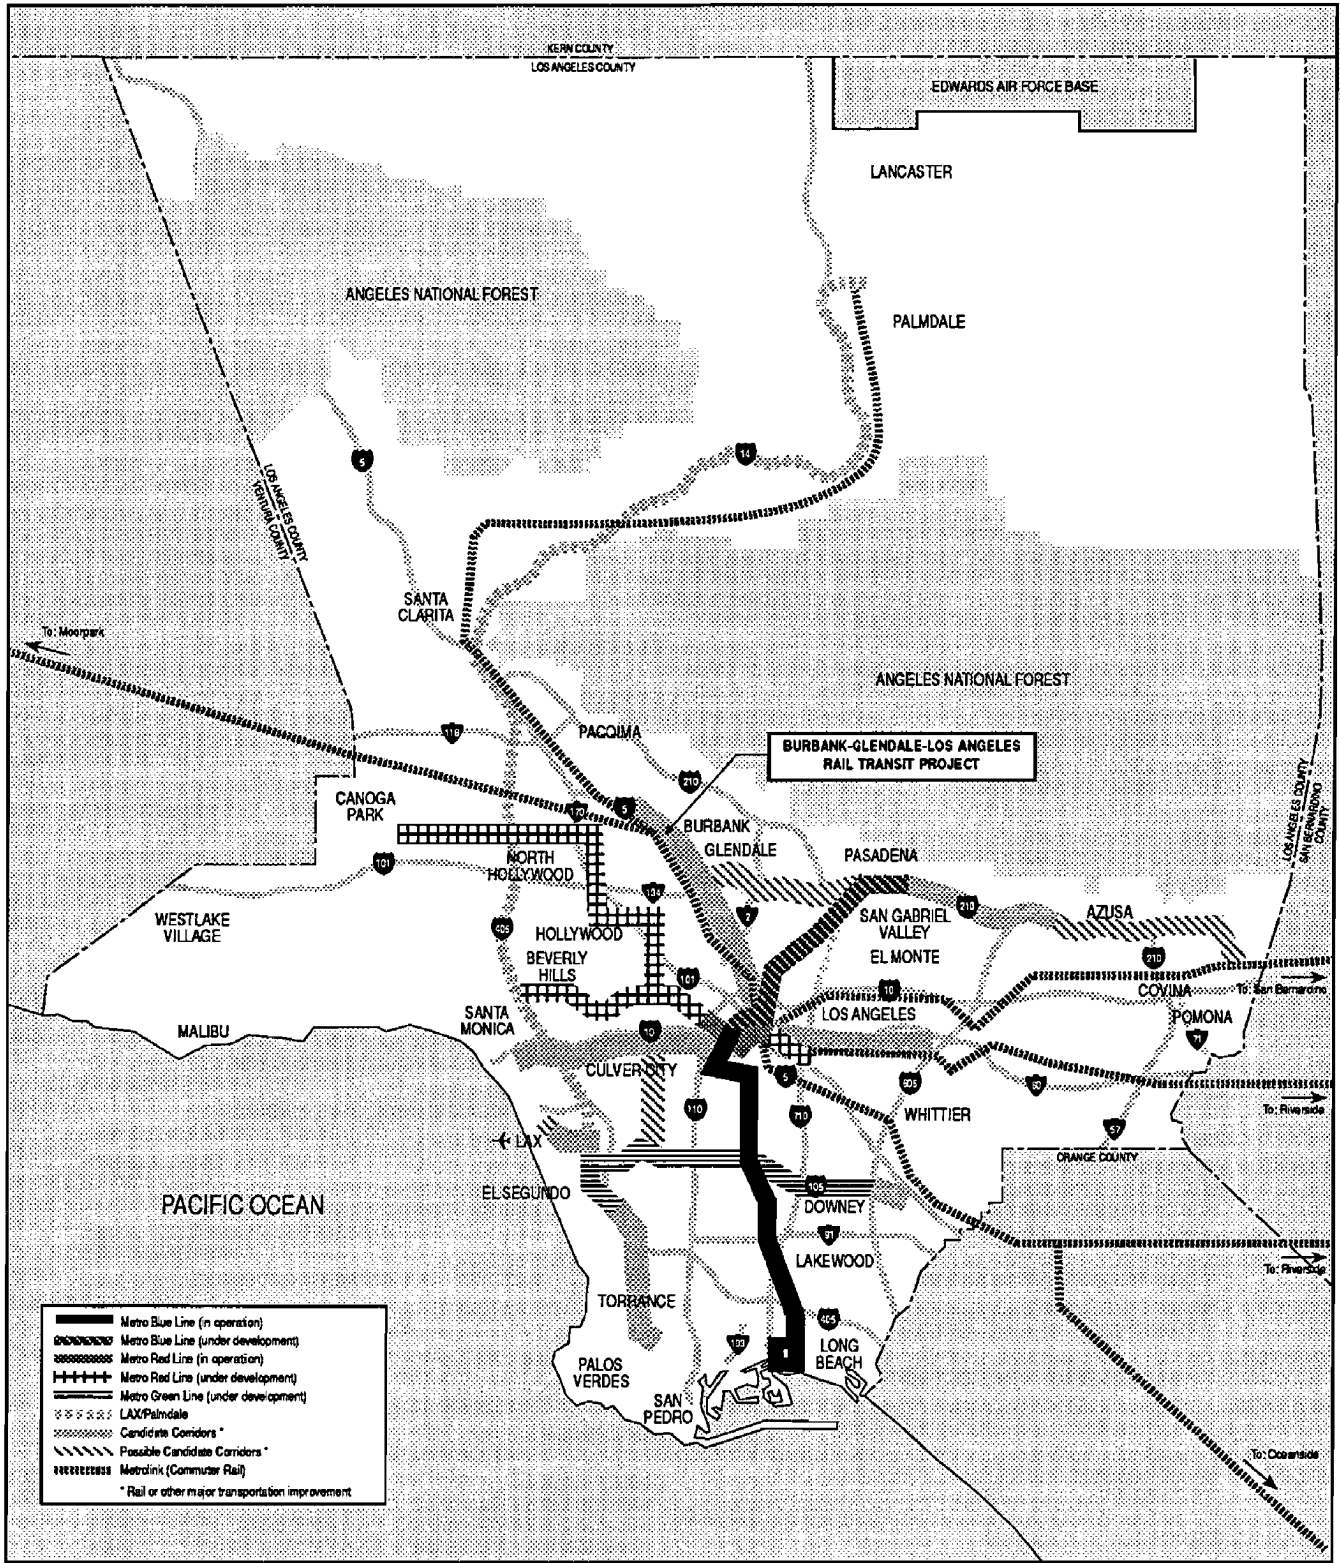 KERN COUNTY
LOS ANGELES COUNTY
EDWARDS AIR FORCE BASE
LANCASTER
ANGELES NATIONAL FOREST
PALMDALE
14
5
LOS ANGELES COUNTY
VENTURA COUNTY
SANTA
CLARITA
To: Moorpark
ANGELES NATIONAL FOREST
118
PACOIMA
BURBANK-GLENDALE-LOS ANGELES
RAIL TRANSIT PROJECT
210
LOS ANGELES COUNTY
SAN BERNARDINO
COUNTY
CANOGA
PARK
170
5
BURBANK
GLENDALE
PASADENA
101
NORTH
HOLLYWOOD
134
2
SAN GABRIEL
VALLEY
210
AZUSA
WESTLAKE
VILLAGE
405
HOLLYWOOD
BEVERLY
HILLS
EL MONTE
210
101
10
COVINA
To: San Bernardino
MALIBU
SANTA
MONICA
10
LOS ANGELES
POMONA
71
CULVER CITY
5
605
60
110
710
WHITTIER
To: Riverside
57
LAX
ORANGE COUNTY
EL SEGUNDO
105
DOWNEY
PACIFIC OCEAN
91
LAKEWOOD
To: Riverside
TORRANCE
405
103
LONG
BEACH
PALOS
VERDES
SAN
PEDRO
To: Oceanside
Metro Blue Line (in operation)
Metro Blue Line (under development)
Metro Red Line (in operation)
Metro Red Line (under development)
Metro Green Line (under development)
LAX/Palmdale
Candidate Corridors *
Possible Candidate Corridors *
Metrolink (Commuter Rail)
* Rail or other major transportation improvement